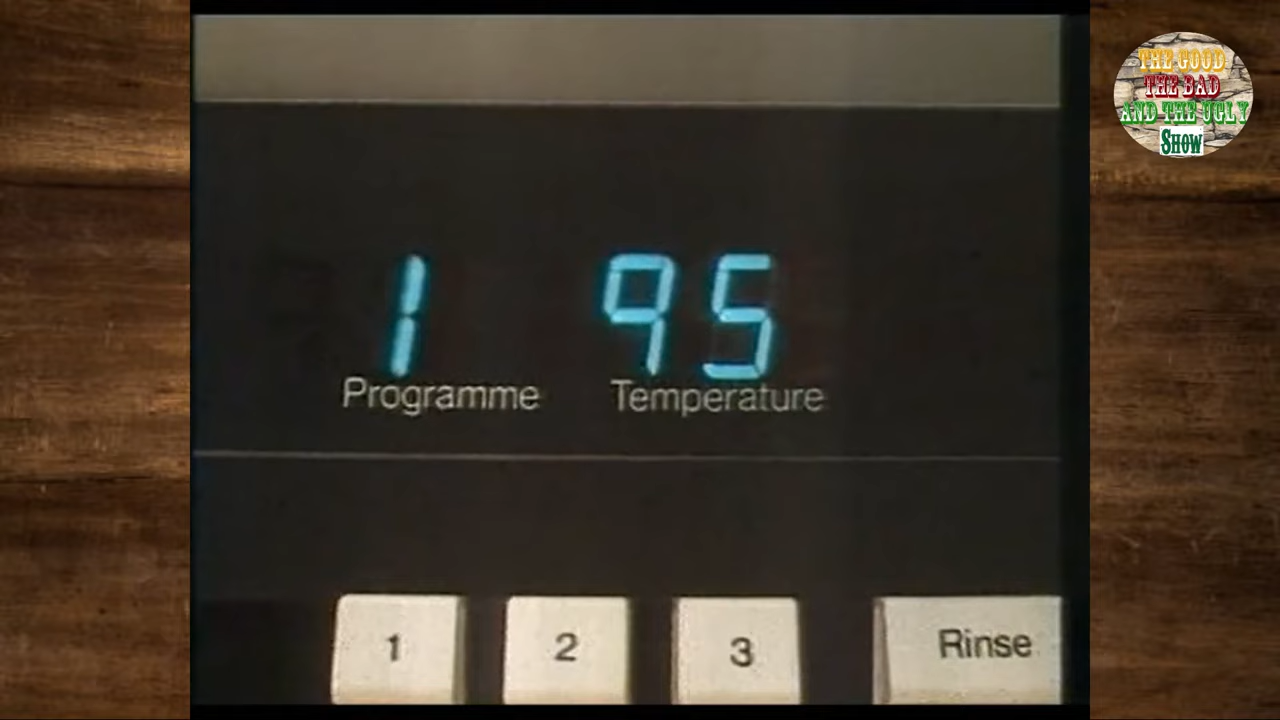 THE GOOD
THE BAD
AND THE UGLY
SHOW
1 95
Programme Temperature
1 2 3 Rinse